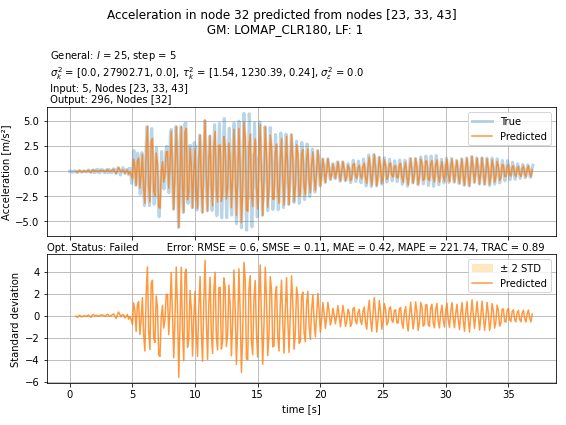 Acceleration in node 32 predicted from nodes [23, 33, 43]
GM: LOMAP_CLR180, LF: 1
General: l = 25, step = 5
σ²ₖ = [0.0, 27902.71, 0.0], τ²ₖ = [1.54, 1230.39, 0.24], σ²ε = 0.0
Input: 5, Nodes [23, 33, 43]
Output: 296, Nodes [32]
Acceleration [m/s²]
5.0
2.5
0.0
−2.5
−5.0
True
Predicted
Opt. Status: Failed Error: RMSE = 0.6, SMSE = 0.11, MAE = 0.42, MAPE = 221.74, TRAC = 0.89
Standard deviation
4
2
0
−2
−4
−6
± 2 STD
Predicted
0 5 10 15 20 25 30 35
time [s]